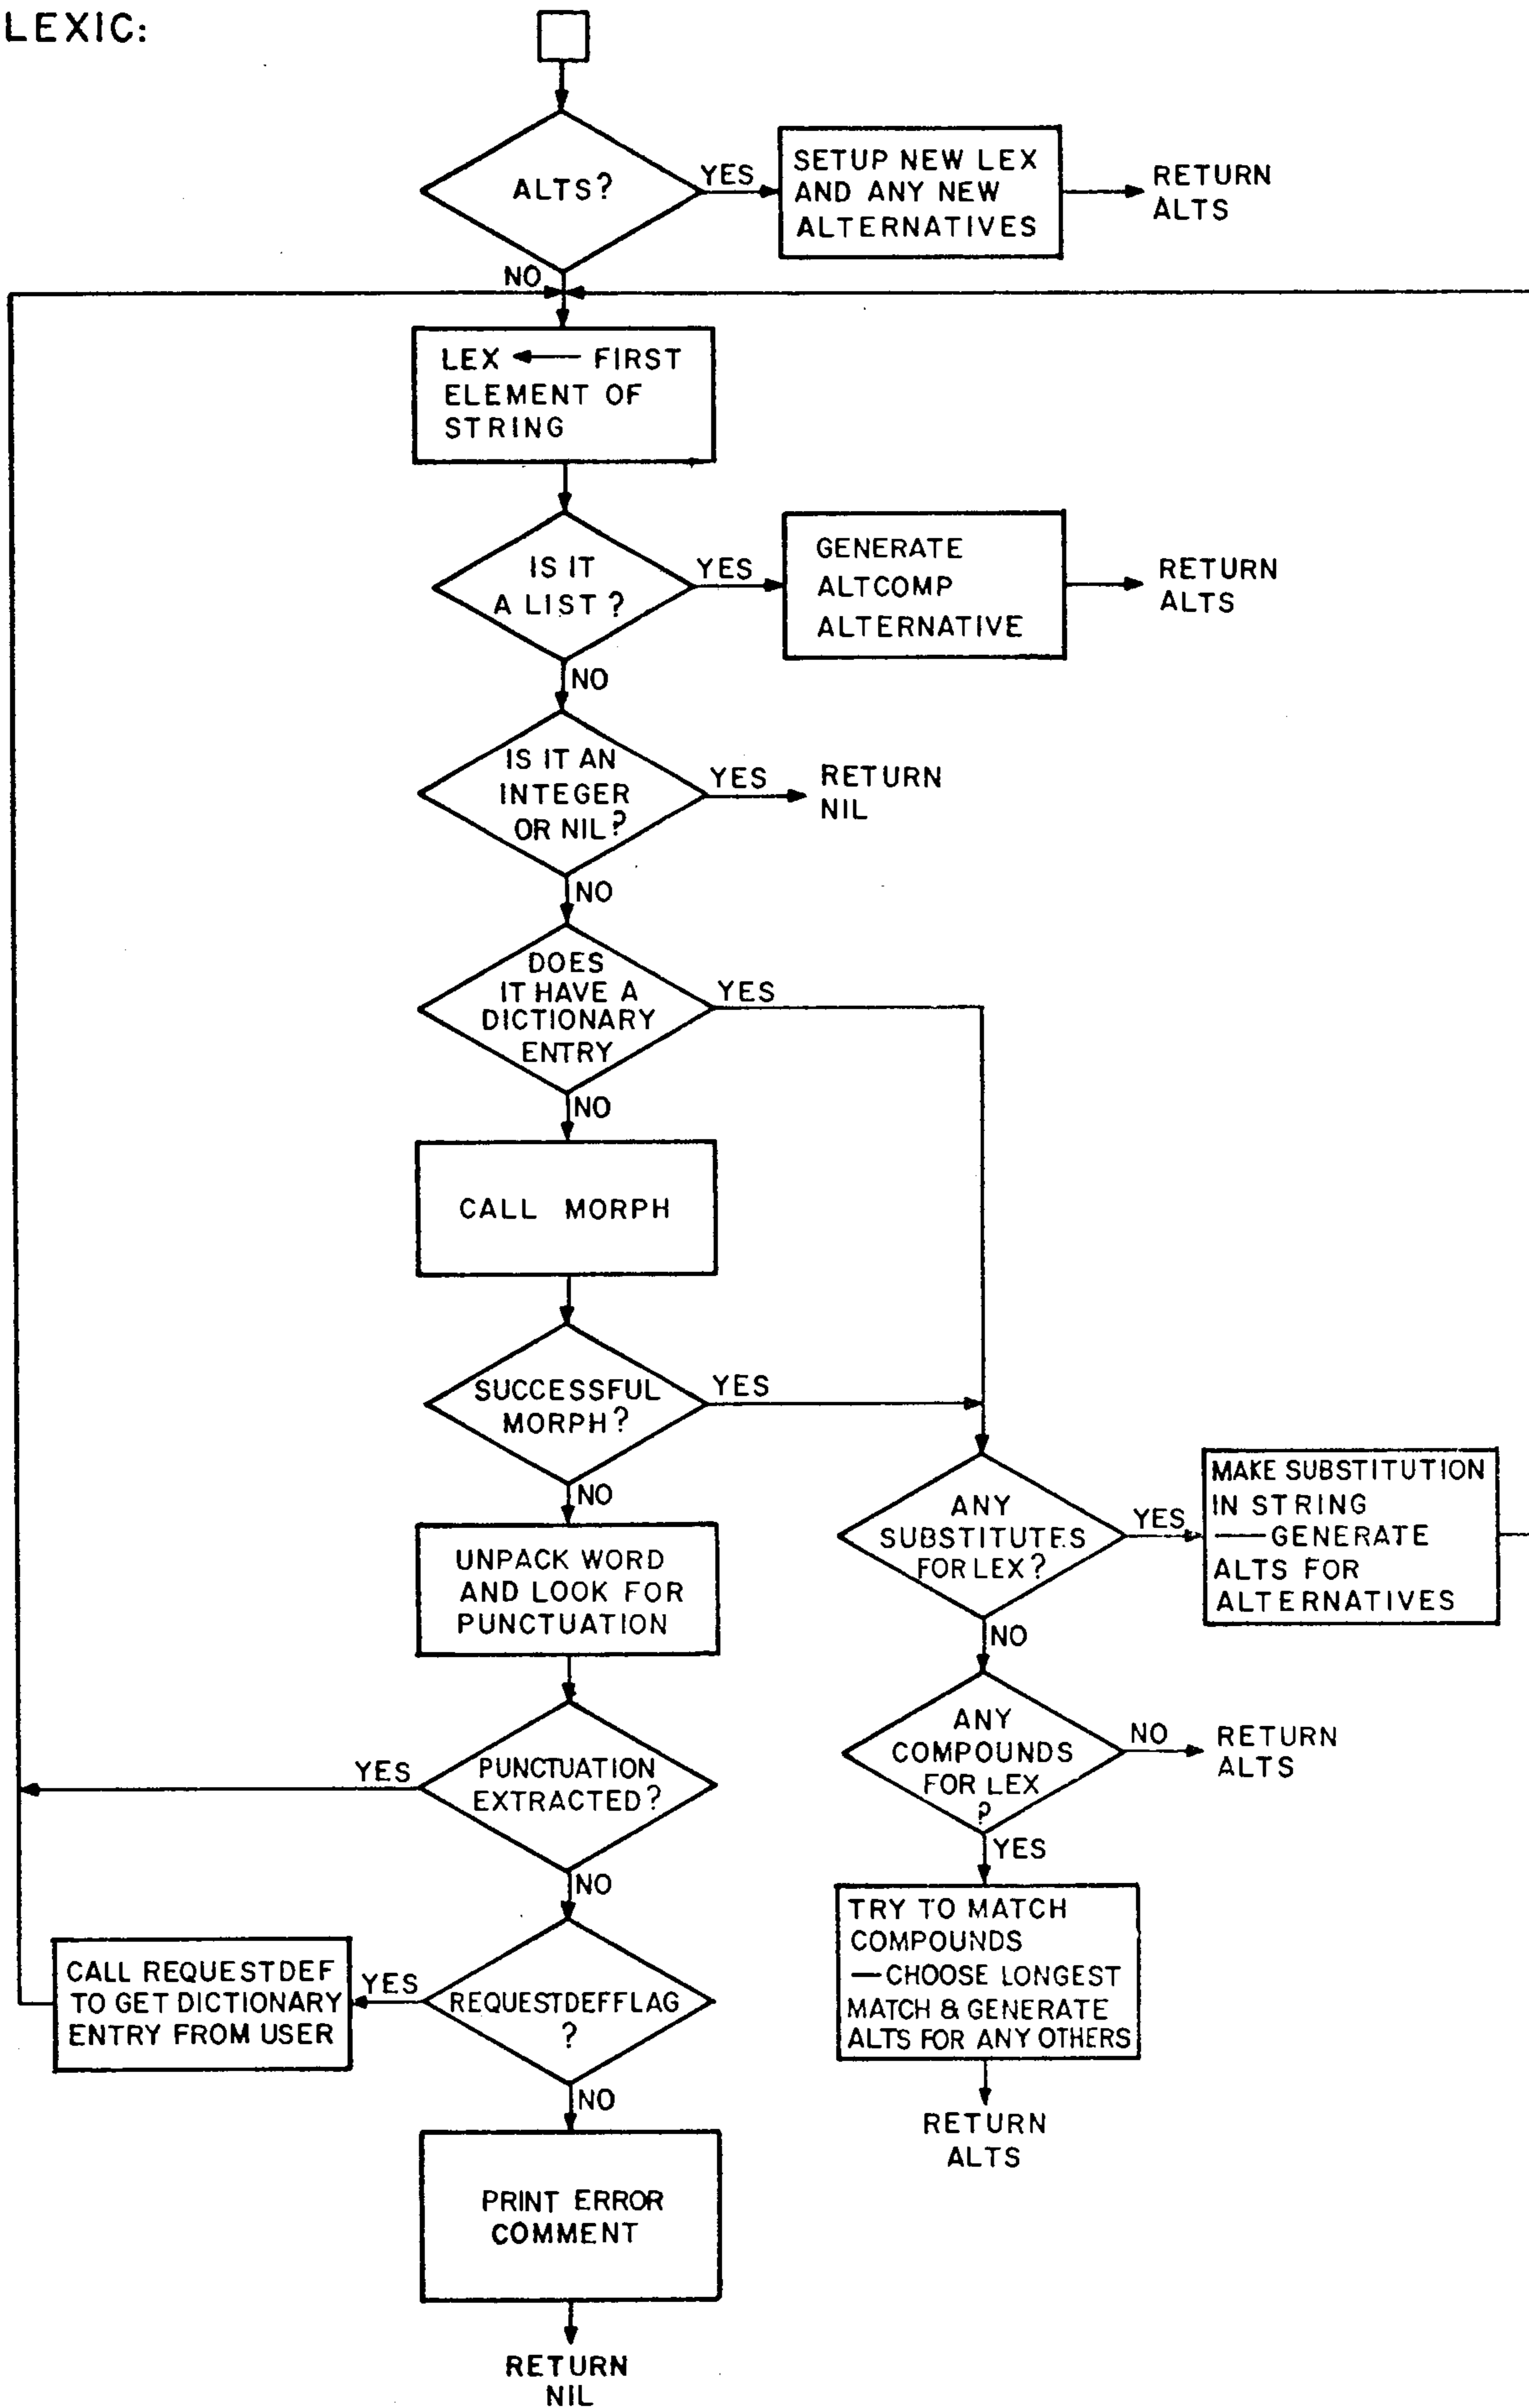 LEXIC:
ALTS?
YES
SETUP NEW LEX
AND ANY NEW
ALTERNATIVES
RETURN
ALTS
NO
LEX ← FIRST
ELEMENT OF
STRING
IS IT
A LIST?
YES
GENERATE
ALTCOMP
ALTERNATIVE
RETURN
ALTS
NO
IS IT AN
INTEGER
OR NIL?
YES
RETURN
NIL
NO
DOES
IT HAVE A
DICTIONARY
ENTRY
YES
NO
CALL MORPH
SUCCESSFUL
MORPH?
YES
NO
ANY
SUBSTITUTES
FOR LEX?
YES
MAKE SUBSTITUTION
IN STRING
—GENERATE
ALTS FOR
ALTERNATIVES
NO
UNPACK WORD
AND LOOK FOR
PUNCTUATION
ANY
COMPOUNDS
FOR LEX
?
NO
RETURN
ALTS
YES
PUNCTUATION
EXTRACTED?
YES
NO
TRY TO MATCH
COMPOUNDS
—CHOOSE LONGEST
MATCH & GENERATE
ALTS FOR ANY OTHERS
RETURN
ALTS
REQUESTDEFFLAG
?
YES
CALL REQUESTDEF
TO GET DICTIONARY
ENTRY FROM USER
NO
PRINT ERROR
COMMENT
RETURN
NIL